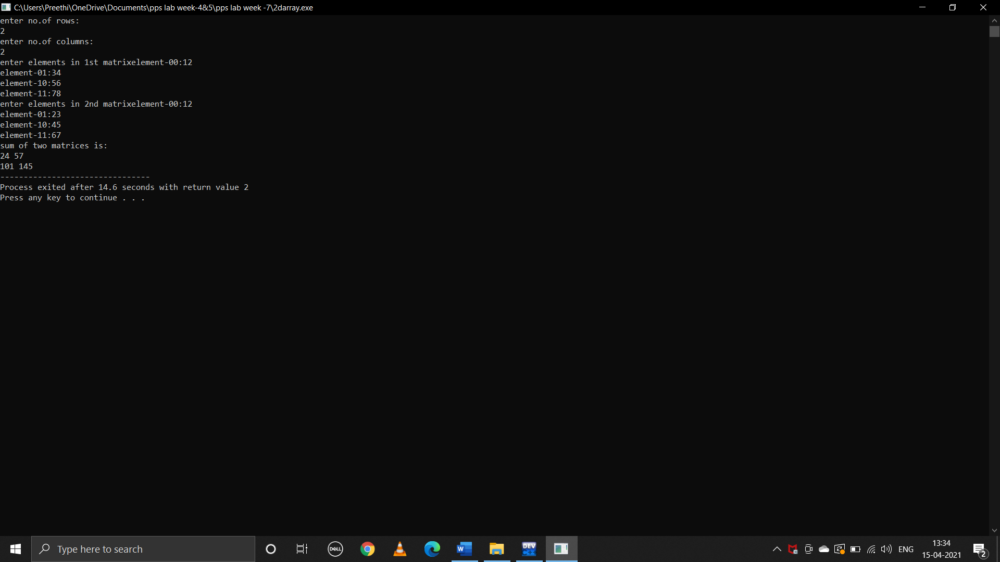 C:\Users\Preethi\OneDrive\Documents\pps lab week-4&5\pps lab week -7\2darray.exe
enter no.of rows:
2
enter no.of columns:
2
enter elements in 1st matrixelement-00:12
element-01:34
element-10:56
element-11:78
enter elements in 2nd matrixelement-00:12
element-01:23
element-10:45
element-11:67
sum of two matrices is:
24 57
101 145
--------------------------------
Process exited after 14.6 seconds with return value 2
Press any key to continue . . .
Type here to search
DELL
W
DEV
C++
ENG
13:34
15-04-2021
2